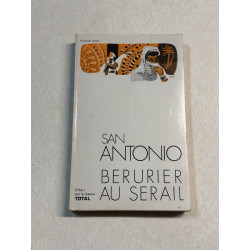 SAN
ANTONIO
BERURIER
AU SERAIL
TOTAL